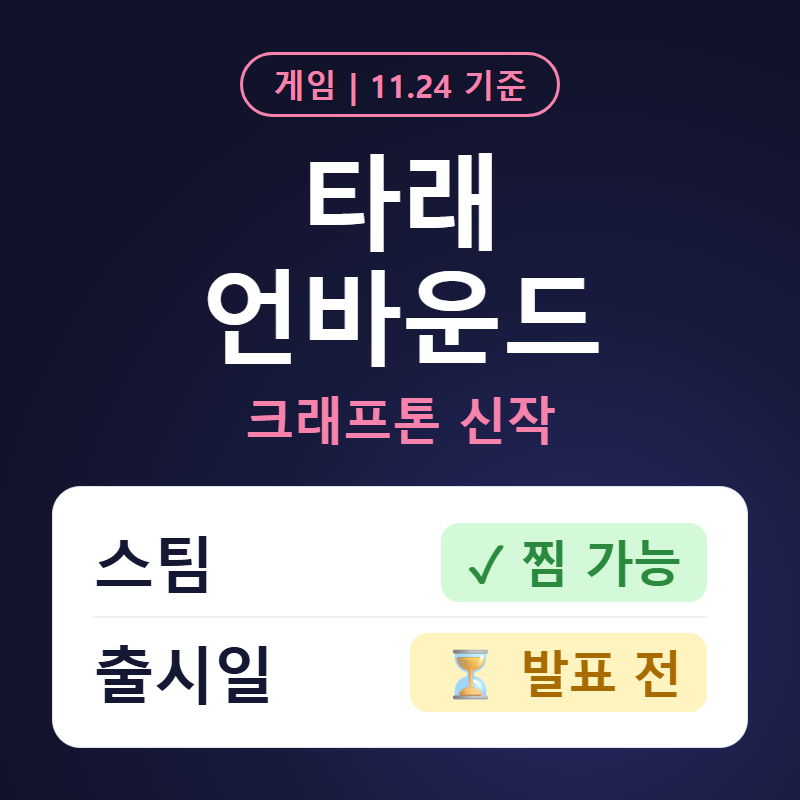 게임 | 11.24 기준
타래
언바운드
크래프톤 신작
스팀 ✓ 찜 가능
출시일 ⏳ 발표 전